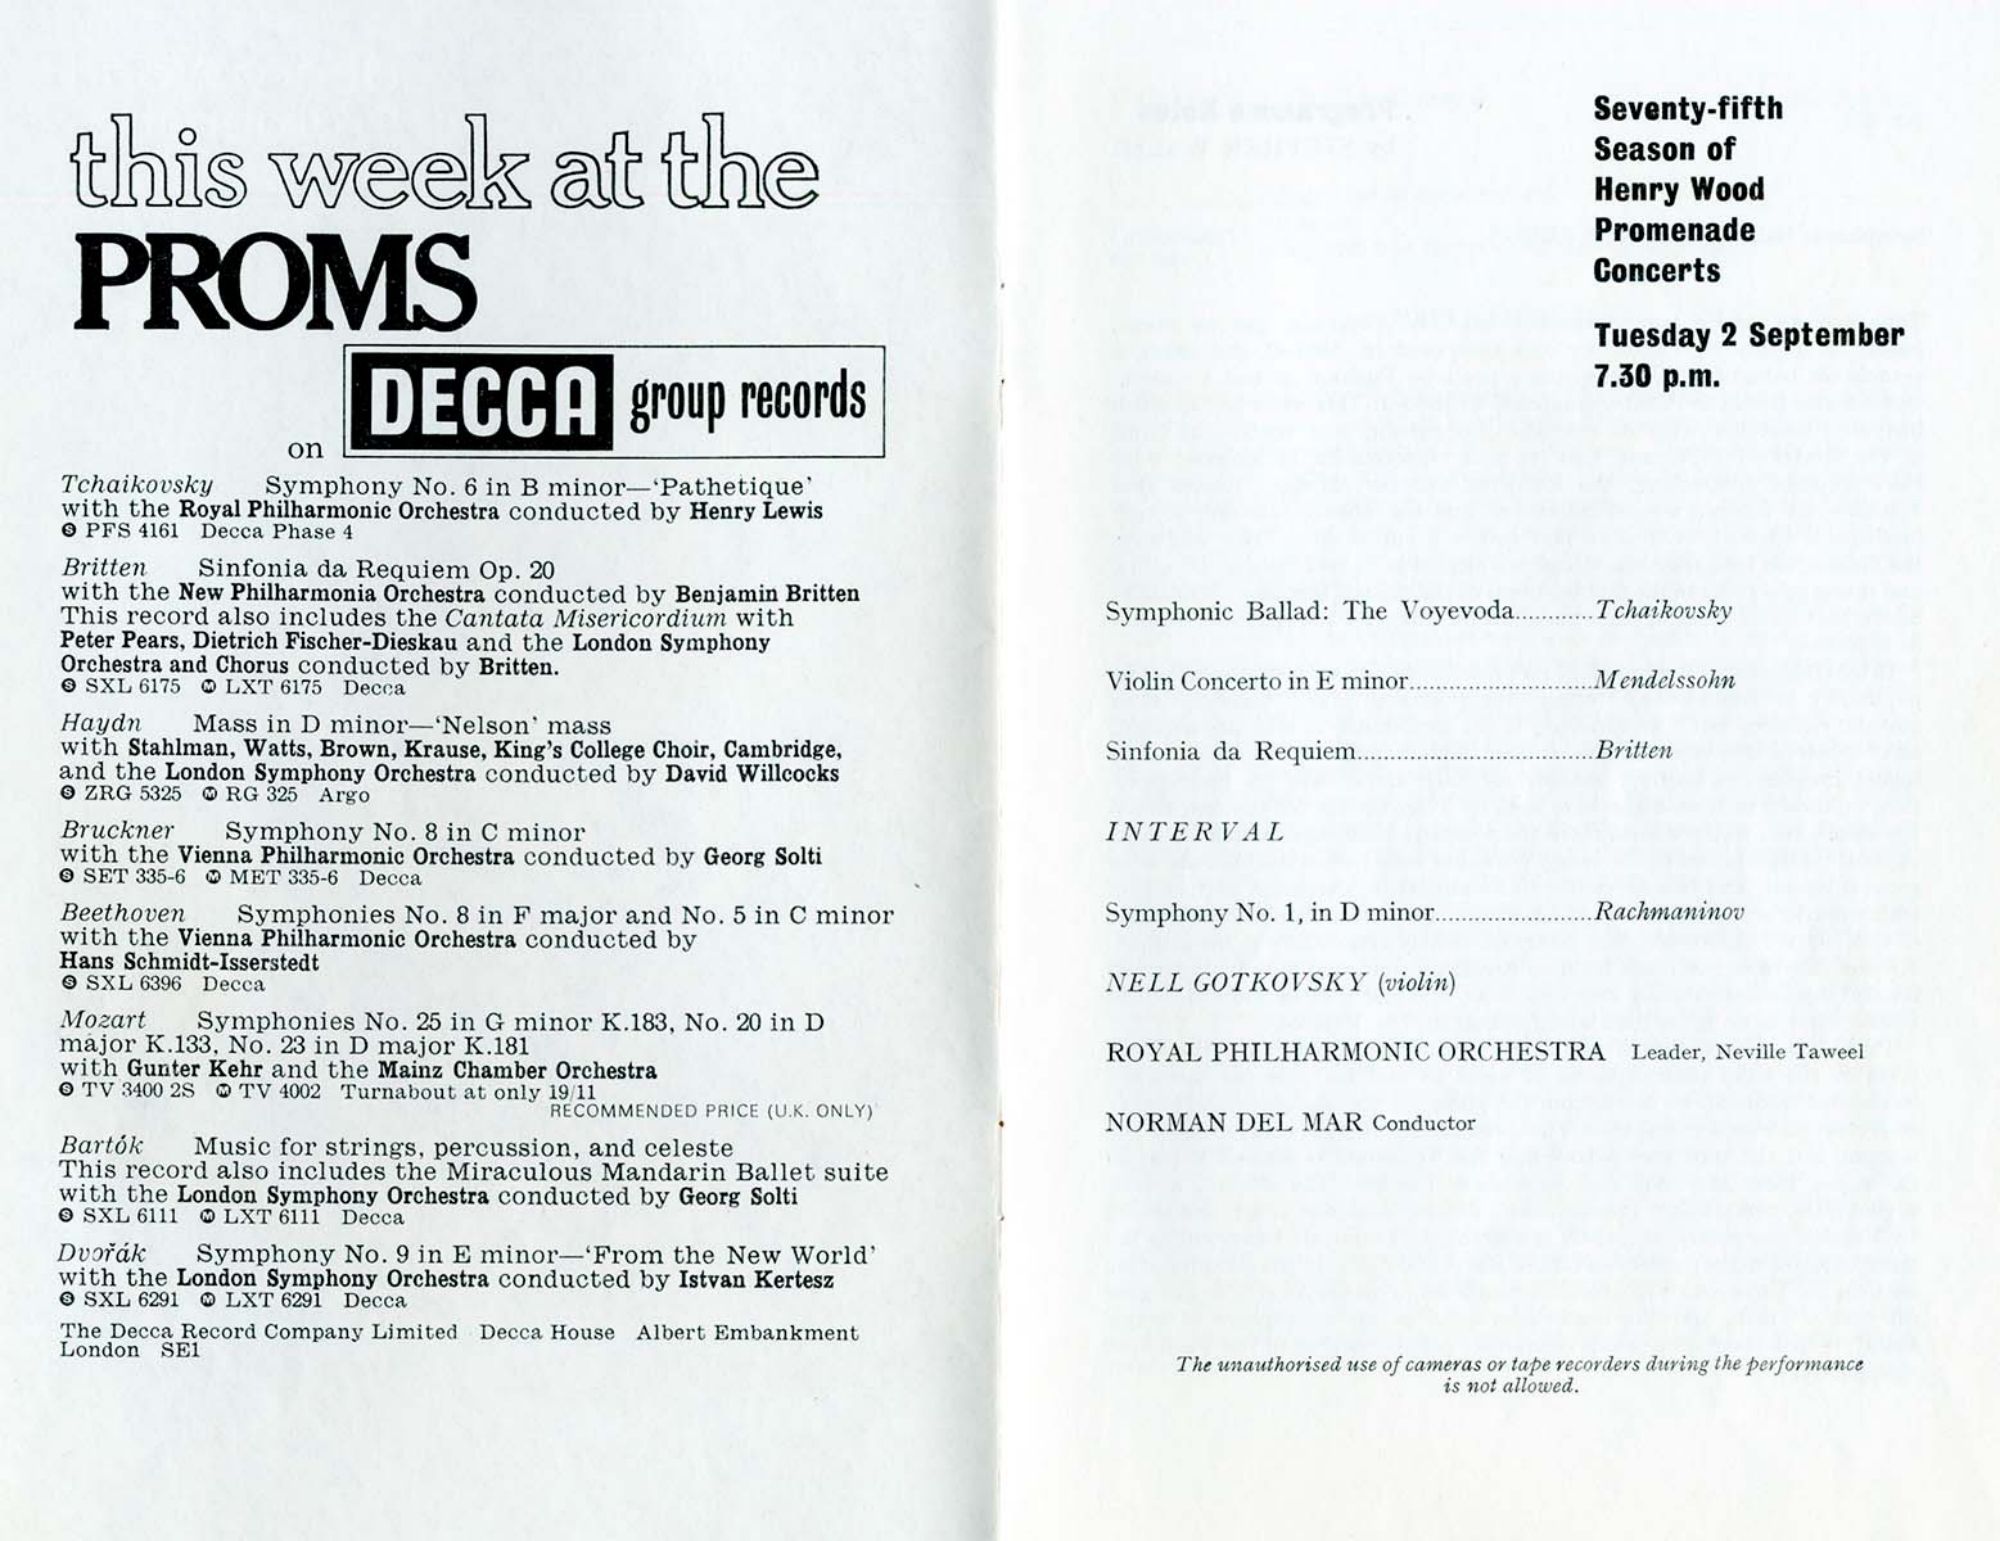 this week at the
PROMS
on DECCA group records
Tchaikovsky Symphony No. 6 in B minor—‘Pathetique’
with the Royal Philharmonic Orchestra conducted by Henry Lewis
Ⓢ PFS 4161 Decca Phase 4
Britten Sinfonia da Requiem Op. 20
with the New Philharmonia Orchestra conducted by Benjamin Britten
This record also includes the Cantata Misericordium with
Peter Pears, Dietrich Fischer-Dieskau and the London Symphony
Orchestra and Chorus conducted by Britten.
Ⓢ SXL 6175 Ⓜ LXT 6175 Decca
Haydn Mass in D minor—‘Nelson’ mass
with Stahlman, Watts, Brown, Krause, King's College Choir, Cambridge,
and the London Symphony Orchestra conducted by David Willcocks
Ⓢ ZRG 5325 Ⓜ RG 325 Argo
Bruckner Symphony No. 8 in C minor
with the Vienna Philharmonic Orchestra conducted by Georg Solti
Ⓢ SET 335-6 Ⓜ MET 335-6 Decca
Beethoven Symphonies No. 8 in F major and No. 5 in C minor
with the Vienna Philharmonic Orchestra conducted by
Hans Schmidt-Isserstedt
Ⓢ SXL 6396 Decca
Mozart Symphonies No. 25 in G minor K.183, No. 20 in D
major K.133, No. 23 in D major K.181
with Gunter Kehr and the Mainz Chamber Orchestra
Ⓢ TV 3400 2S Ⓜ TV 4002 Turnabout at only 19/11
RECOMMENDED PRICE (U.K. ONLY)
Bartók Music for strings, percussion, and celeste
This record also includes the Miraculous Mandarin Ballet suite
with the London Symphony Orchestra conducted by Georg Solti
Ⓢ SXL 6111 Ⓜ LXT 6111 Decca
Dvořák Symphony No. 9 in E minor—‘From the New World’
with the London Symphony Orchestra conducted by Istvan Kertesz
Ⓢ SXL 6291 Ⓜ LXT 6291 Decca
The Decca Record Company Limited Decca House Albert Embankment
London SE1
Seventy-fifth
Season of
Henry Wood
Promenade
Concerts
Tuesday 2 September
7.30 p.m.
Symphonic Ballad: The Voyevoda...........Tchaikovsky
Violin Concerto in E minor...........................Mendelssohn
Sinfonia da Requiem...................................Britten
INTERVAL
Symphony No. 1, in D minor.......................Rachmaninov
NELL GOTKOVSKY (violin)
ROYAL PHILHARMONIC ORCHESTRA Leader, Neville Taweel
NORMAN DEL MAR Conductor
The unauthorised use of cameras or tape recorders during the performance
is not allowed.